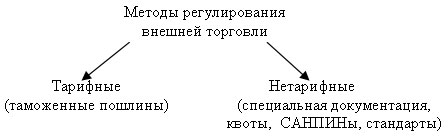 Методы регулирования
внешней торговли
Тарифные
(таможенные пошлины)
Нетарифные
(специальная документация,
квоты, САНПИНы, стандарты)